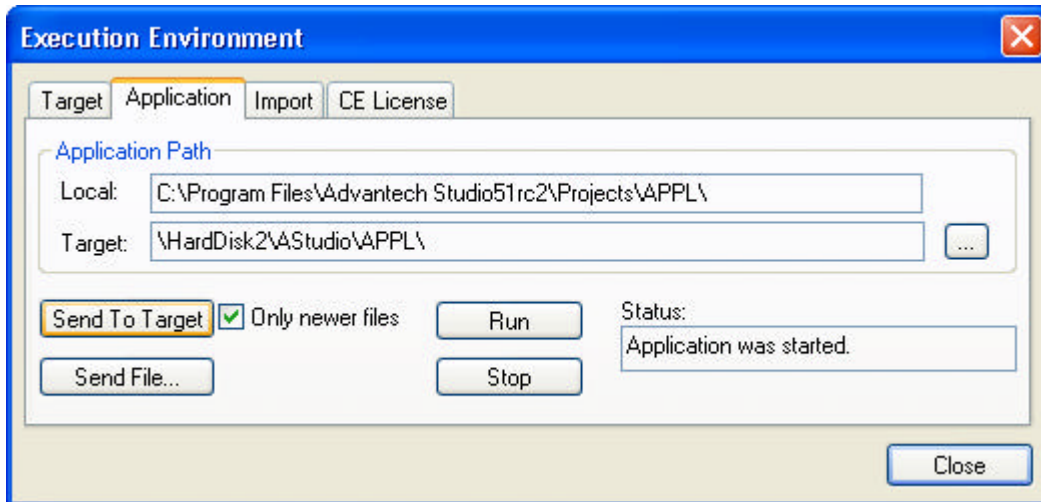 Execution Environment
Target Application Import CE License
Application Path
Local: C:\Program Files\Advantech Studio51rc2\Projects\APPL\
Target: \HardDisk2\AStudio\APPL\ ...
Send To Target Only newer files Run Status:
Application was started.
Send File... Stop
Close